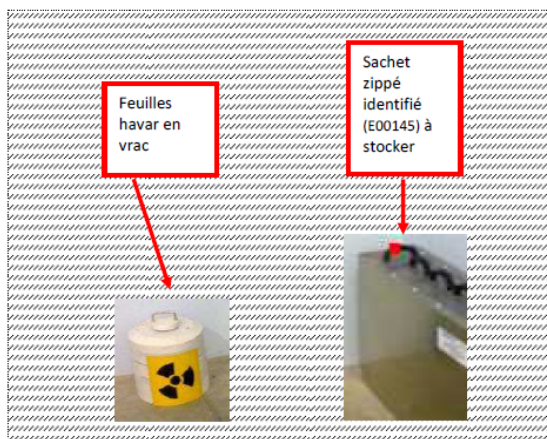 Feuilles
havar en
vrac
Sachet
zippé
identifié
(E00145) à
stocker